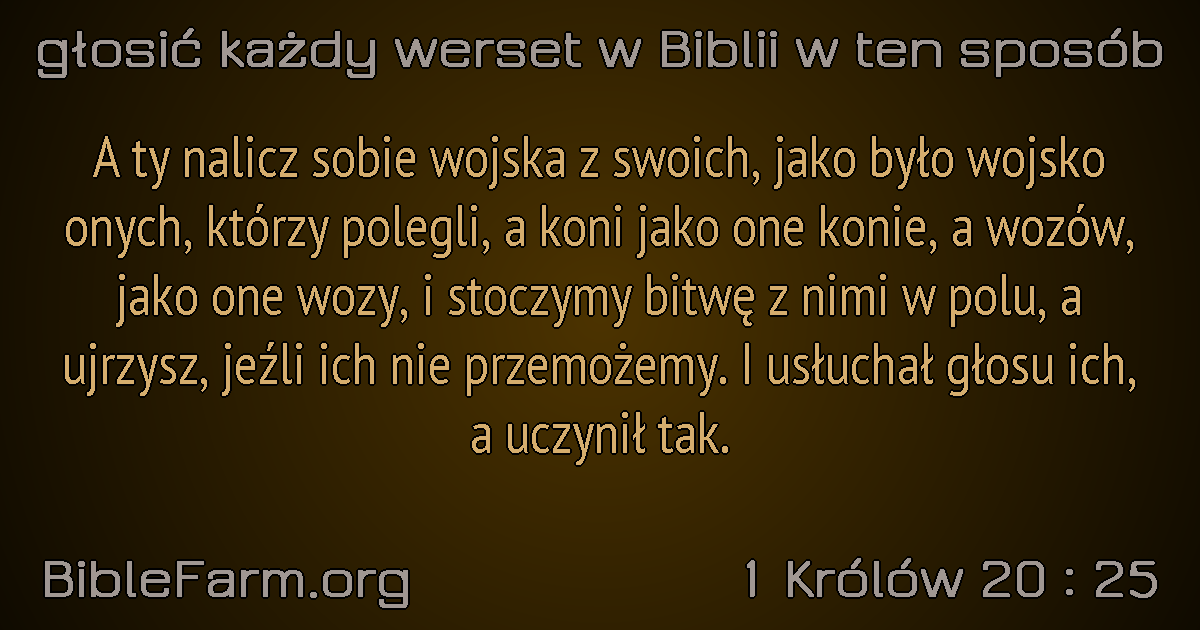 głosić każdy werset w Biblii w ten sposób
A ty nalicz sobie wojska z swoich, jako było wojsko
onych, którzy polegli, a koni jako one konie, a wozów,
jako one wozy, i stoczymy bitwę z nimi w polu, a
ujrzysz, jeźli ich nie przemożemy. I usłuchał głosu ich,
a uczynił tak.
BibleFarm.org
1 Królów 20 : 25